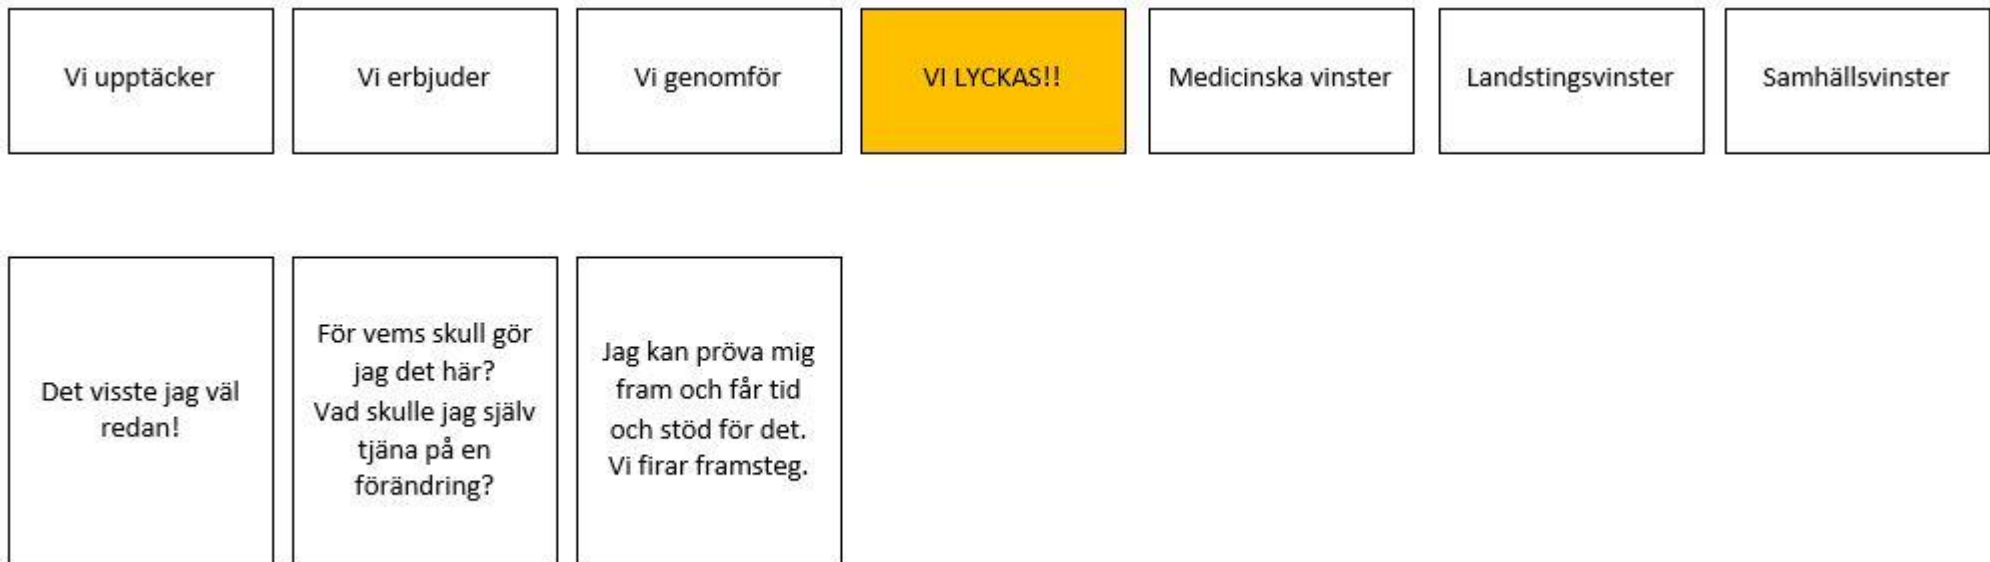 Vi upptäcker
Vi erbjuder
Vi genomför
VI LYCKAS!!
Medicinska vinster
Landstingsvinster
Samhällsvinster
Det visste jag väl
redan!
För vems skull gör
jag det här?
Vad skulle jag själv
tjäna på en
förändring?
Jag kan pröva mig
fram och får tid
och stöd för det.
Vi firar framsteg.